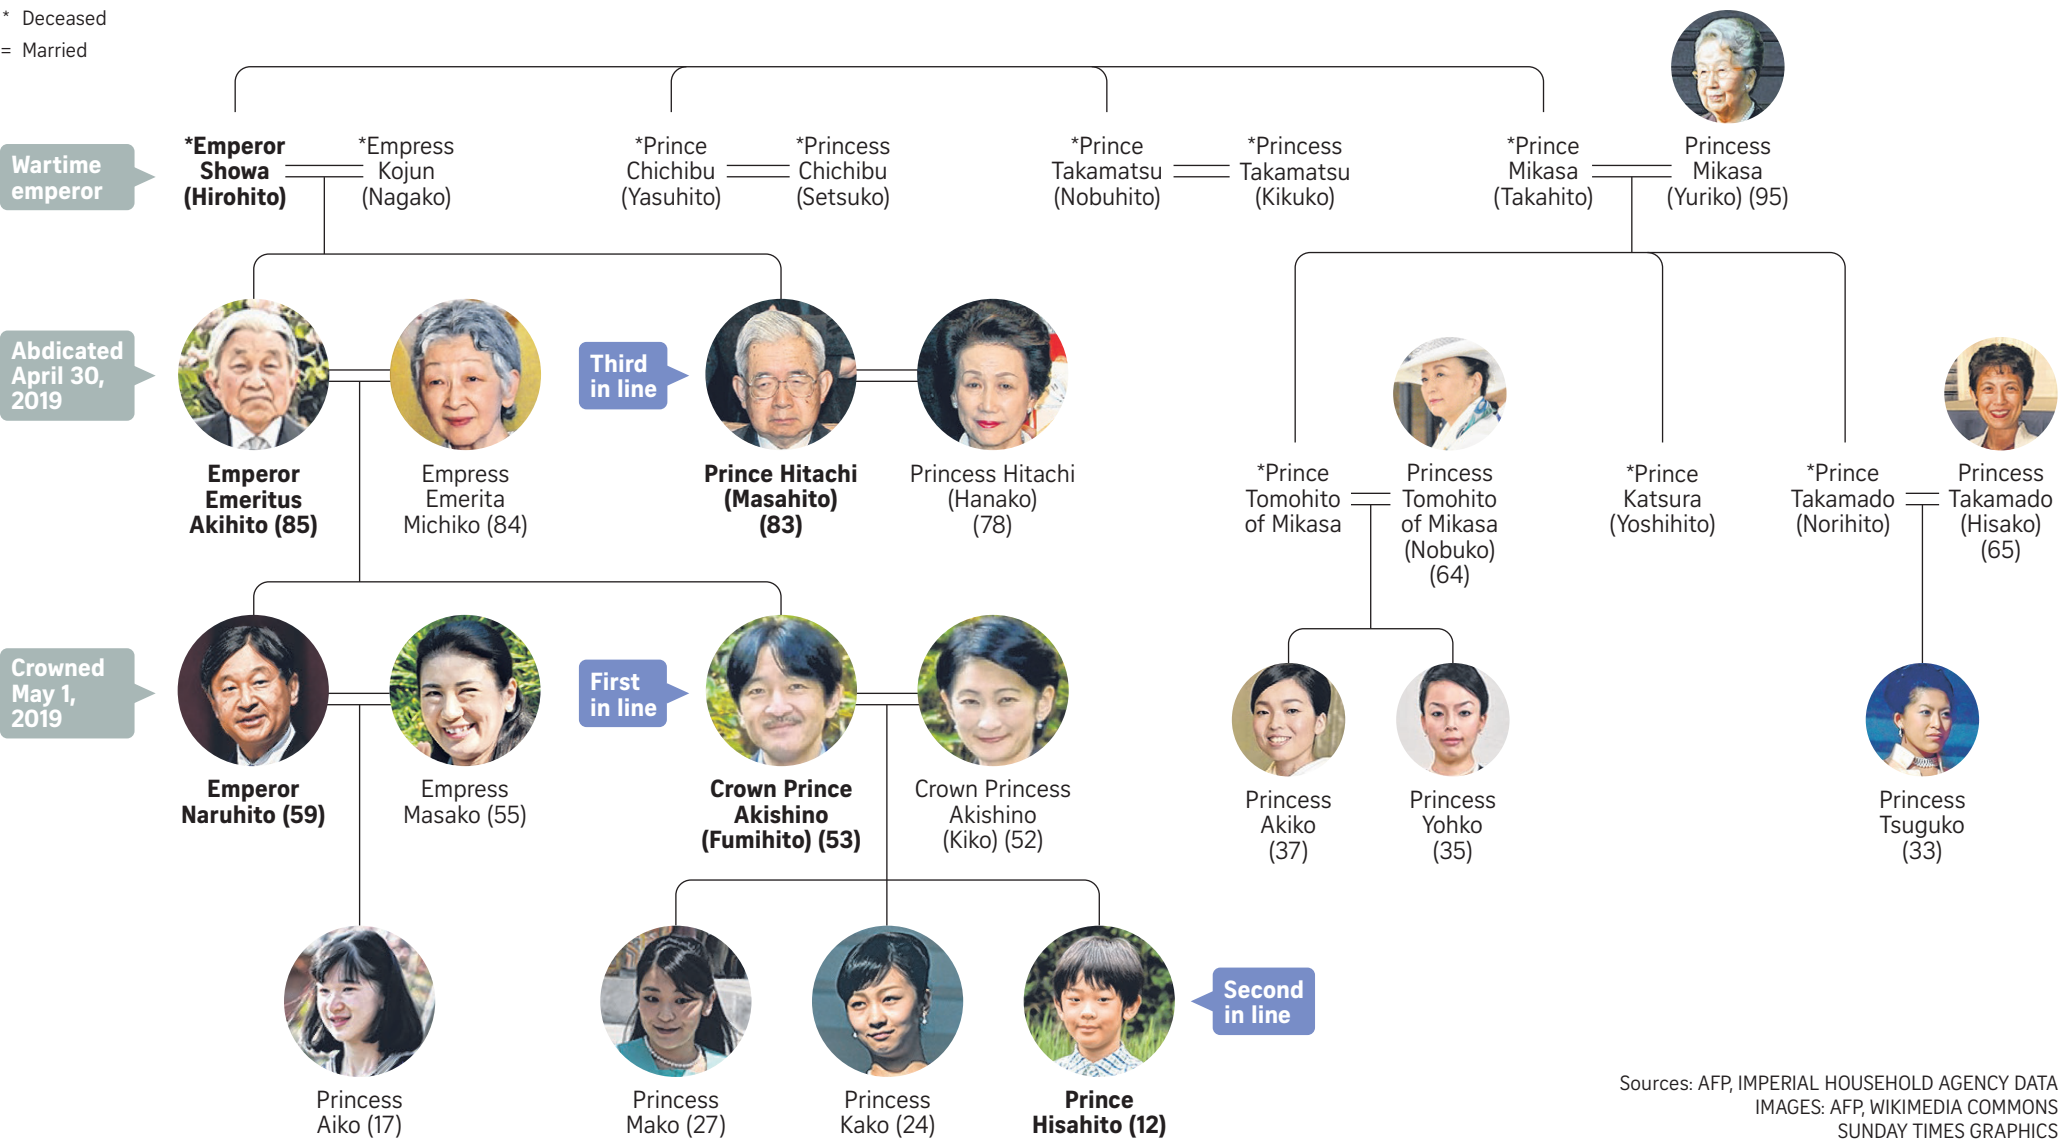 * Deceased
= Married
Wartime
emperor
*Emperor
Showa
(Hirohito)
*Empress
Kojun
(Nagako)
*Prince
Chichibu
(Yasuhito)
*Princess
Chichibu
(Setsuko)
*Prince
Takamatsu
(Nobuhito)
*Princess
Takamatsu
(Kikuko)
*Prince
Mikasa
(Takahito)
Princess
Mikasa
(Yuriko) (95)
Abdicated
April 30,
2019
Emperor
Emeritus
Akihito (85)
Empress
Emerita
Michiko (84)
Third
in line
Prince Hitachi
(Masahito)
(83)
Princess Hitachi
(Hanako)
(78)
*Prince
Tomohito
of Mikasa
Princess
Tomohito
of Mikasa
(Nobuko)
(64)
*Prince
Katsura
(Yoshihito)
*Prince
Takamado
(Norihito)
Princess
Takamado
(Hisako)
(65)
Crowned
May 1,
2019
Emperor
Naruhito (59)
Empress
Masako (55)
First
in line
Crown Prince
Akishino
(Fumihito) (53)
Crown Princess
Akishino
(Kiko) (52)
Princess
Akiko
(37)
Princess
Yohko
(35)
Princess
Tsuguko
(33)
Princess
Aiko (17)
Princess
Mako (27)
Princess
Kako (24)
Prince
Hisahito (12)
Second
in line
Sources: AFP, IMPERIAL HOUSEHOLD AGENCY DATA
IMAGES: AFP, WIKIMEDIA COMMONS
SUNDAY TIMES GRAPHICS